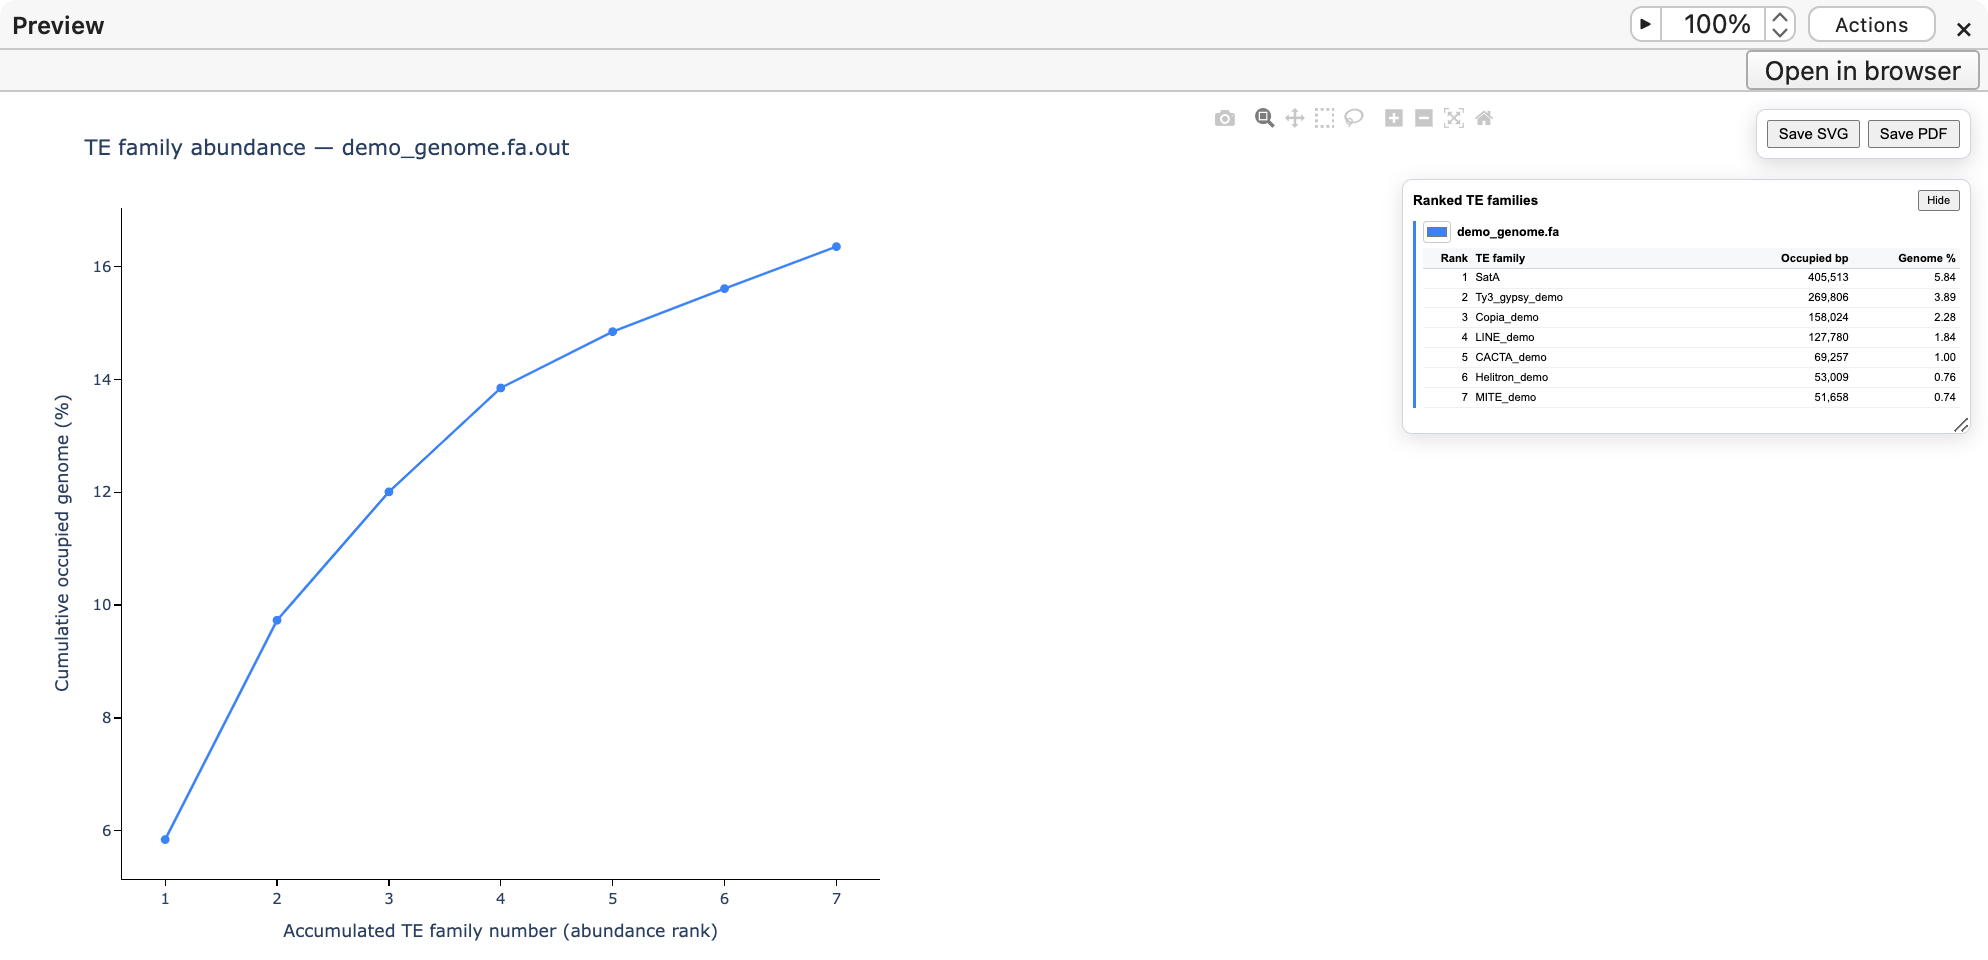 Preview
100%
Actions
Open in browser
TE family abundance — demo_genome.fa.out
Save SVG
Save PDF
Ranked TE families
Hide
demo_genome.fa
Rank TE family Occupied bp Genome %
1 SatA 405,513 5.84
2 Ty3_gypsy_demo 269,806 3.89
3 Copia_demo 158,024 2.28
4 LINE_demo 127,780 1.84
5 CACTA_demo 69,257 1.00
6 Helitron_demo 53,009 0.76
7 MITE_demo 51,658 0.74
Cumulative occupied genome (%)
16
14
12
10
8
6
1 2 3 4 5 6 7
Accumulated TE family number (abundance rank)